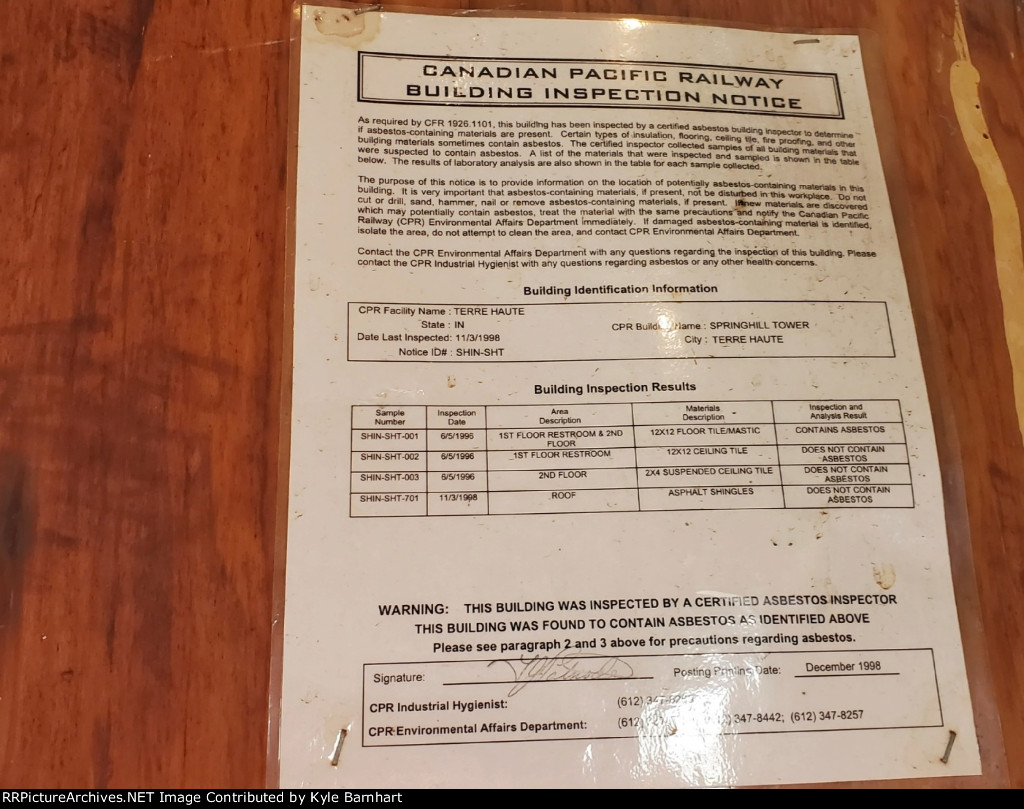 CANADIAN PACIFIC RAILWAY
BUILDING INSPECTION NOTICE
As required by CFR 1926.1101, this building has been inspected by a certified asbestos building inspector to determine
if asbestos-containing materials are present. Certain types of insulation, flooring, ceiling tile, fire proofing, and other
building materials sometimes contain asbestos. The certified inspector collected samples of all building materials that
were suspected to contain asbestos. A list of the materials that were inspected and sampled is shown in the table
below. The results of laboratory analysis are also shown in the table for each sample collected.
The purpose of this notice is to provide information on the location of potentially asbestos-containing materials in this
building. It is very important that asbestos-containing materials, if present, not be disturbed in this workplace. Do not
cut or drill, sand, hammer, nail or remove asbestos-containing materials, if present. If new materials are discovered
which may potentially contain asbestos, treat the material with the same precautions and notify the Canadian Pacific
Railway (CPR) Environmental Affairs Department immediately. If damaged asbestos-containing material is identified,
isolate the area, do not attempt to clean the area, and contact CPR Environmental Affairs Department.
Contact the CPR Environmental Affairs Department with any questions regarding the inspection of this building. Please
contact the CPR Industrial Hygienist with any questions regarding asbestos or any other health concerns.
Building Identification Information
CPR Facility Name : TERRE HAUTE
State : IN CPR Building Name : SPRINGHILL TOWER
Date Last Inspected: 11/3/1998 City : TERRE HAUTE
Notice ID# : SHIN-SHT
Building Inspection Results
Sample Number Inspection Date Area Description Materials Description Inspection and Analysis Result
SHIN-SHT-001 6/5/1996 1ST FLOOR RESTROOM & 2ND FLOOR 12X12 FLOOR TILE/MASTIC CONTAINS ASBESTOS
SHIN-SHT-002 6/5/1996 1ST FLOOR RESTROOM 12X12 CEILING TILE DOES NOT CONTAIN ASBESTOS
SHIN-SHT-003 6/5/1996 2ND FLOOR 2X4 SUSPENDED CEILING TILE DOES NOT CONTAIN ASBESTOS
SHIN-SHT-701 11/3/1998 ROOF ASPHALT SHINGLES DOES NOT CONTAIN ASBESTOS
WARNING: THIS BUILDING WAS INSPECTED BY A CERTIFIED ASBESTOS INSPECTOR
THIS BUILDING WAS FOUND TO CONTAIN ASBESTOS AS IDENTIFIED ABOVE
Please see paragraph 2 and 3 above for precautions regarding asbestos.
Signature: Posting Printing Date: December 1998
CPR Industrial Hygienist: (612)
CPR Environmental Affairs Department: (612) 347-8442; (612) 347-8257
RRPictureArchives.NET Image Contributed by Kyle Barnhart